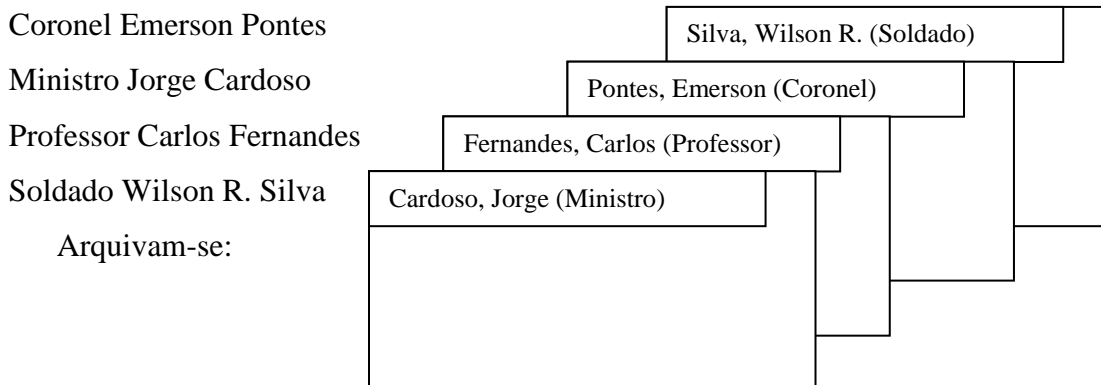 Coronel Emerson Pontes
Ministro Jorge Cardoso
Professor Carlos Fernandes
Soldado Wilson R. Silva
Arquivam-se:
Silva, Wilson R. (Soldado)
Pontes, Emerson (Coronel)
Fernandes, Carlos (Professor)
Cardoso, Jorge (Ministro)